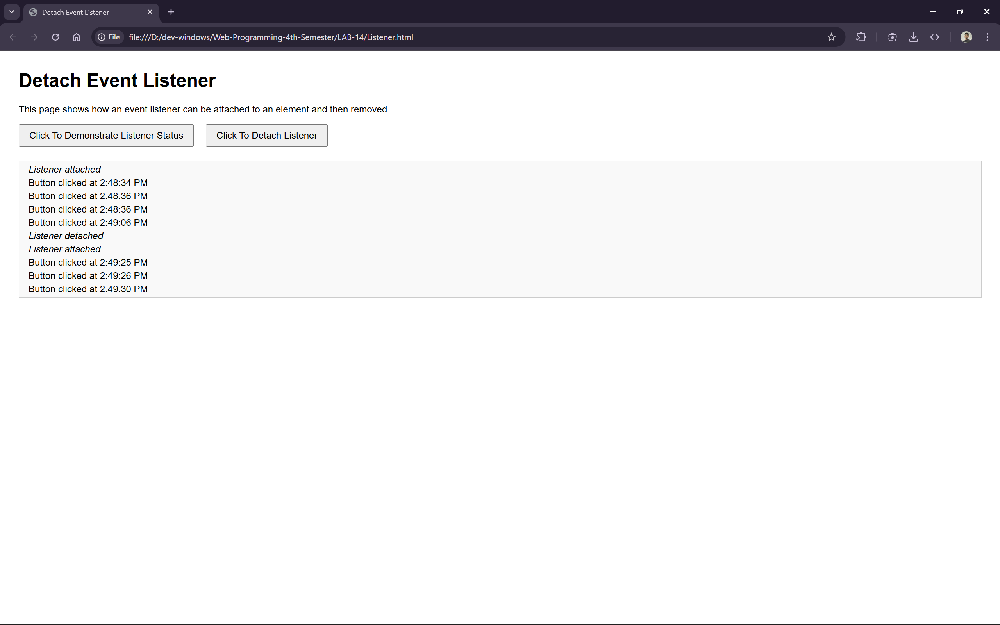 Detach Event Listener
File file:///D:/dev-windows/Web-Programming-4th-Semester/LAB-14/Listener.html
Detach Event Listener
This page shows how an event listener can be attached to an element and then removed.
Click To Demonstrate Listener Status Click To Detach Listener
Listener attached
Button clicked at 2:48:34 PM
Button clicked at 2:48:36 PM
Button clicked at 2:48:36 PM
Button clicked at 2:49:06 PM
Listener detached
Listener attached
Button clicked at 2:49:25 PM
Button clicked at 2:49:26 PM
Button clicked at 2:49:30 PM